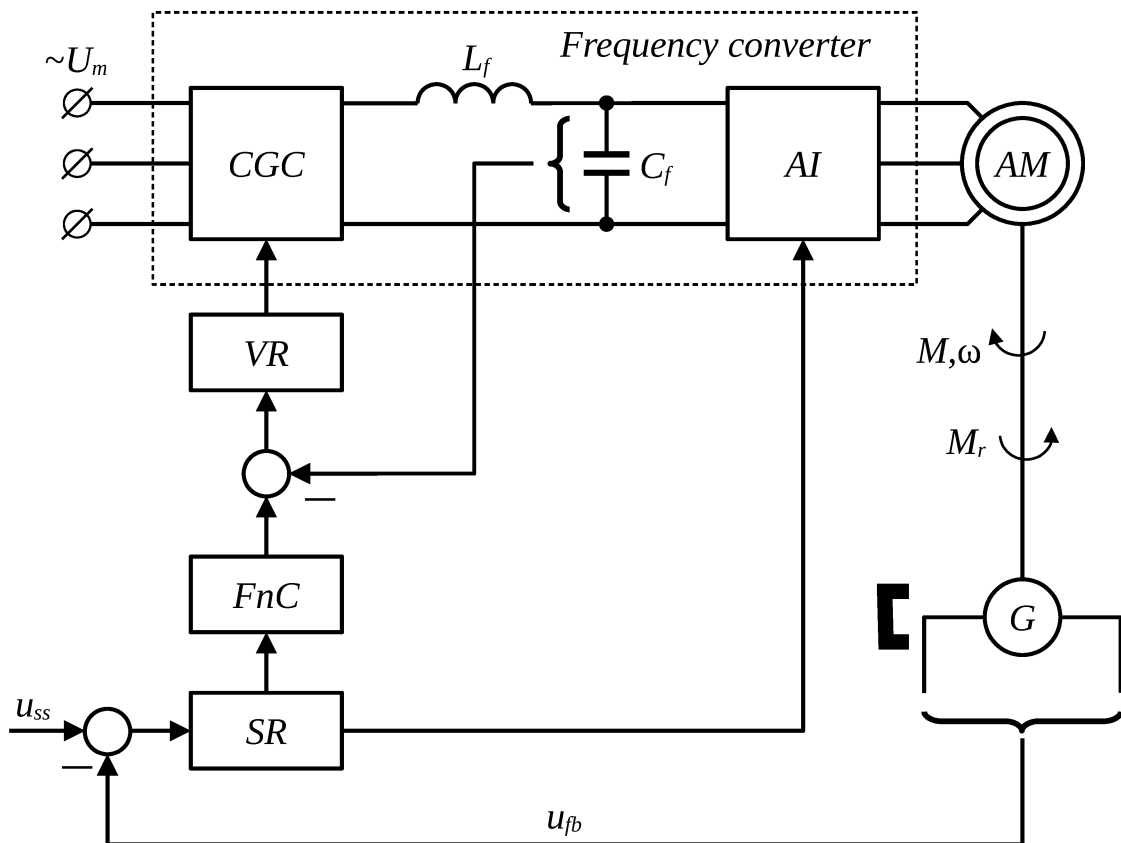 Frequency converter
~Um
Lf
CGC
Cf
AI
AM
VR
M,ω
Mr
FnC
G
uss
SR
ufb